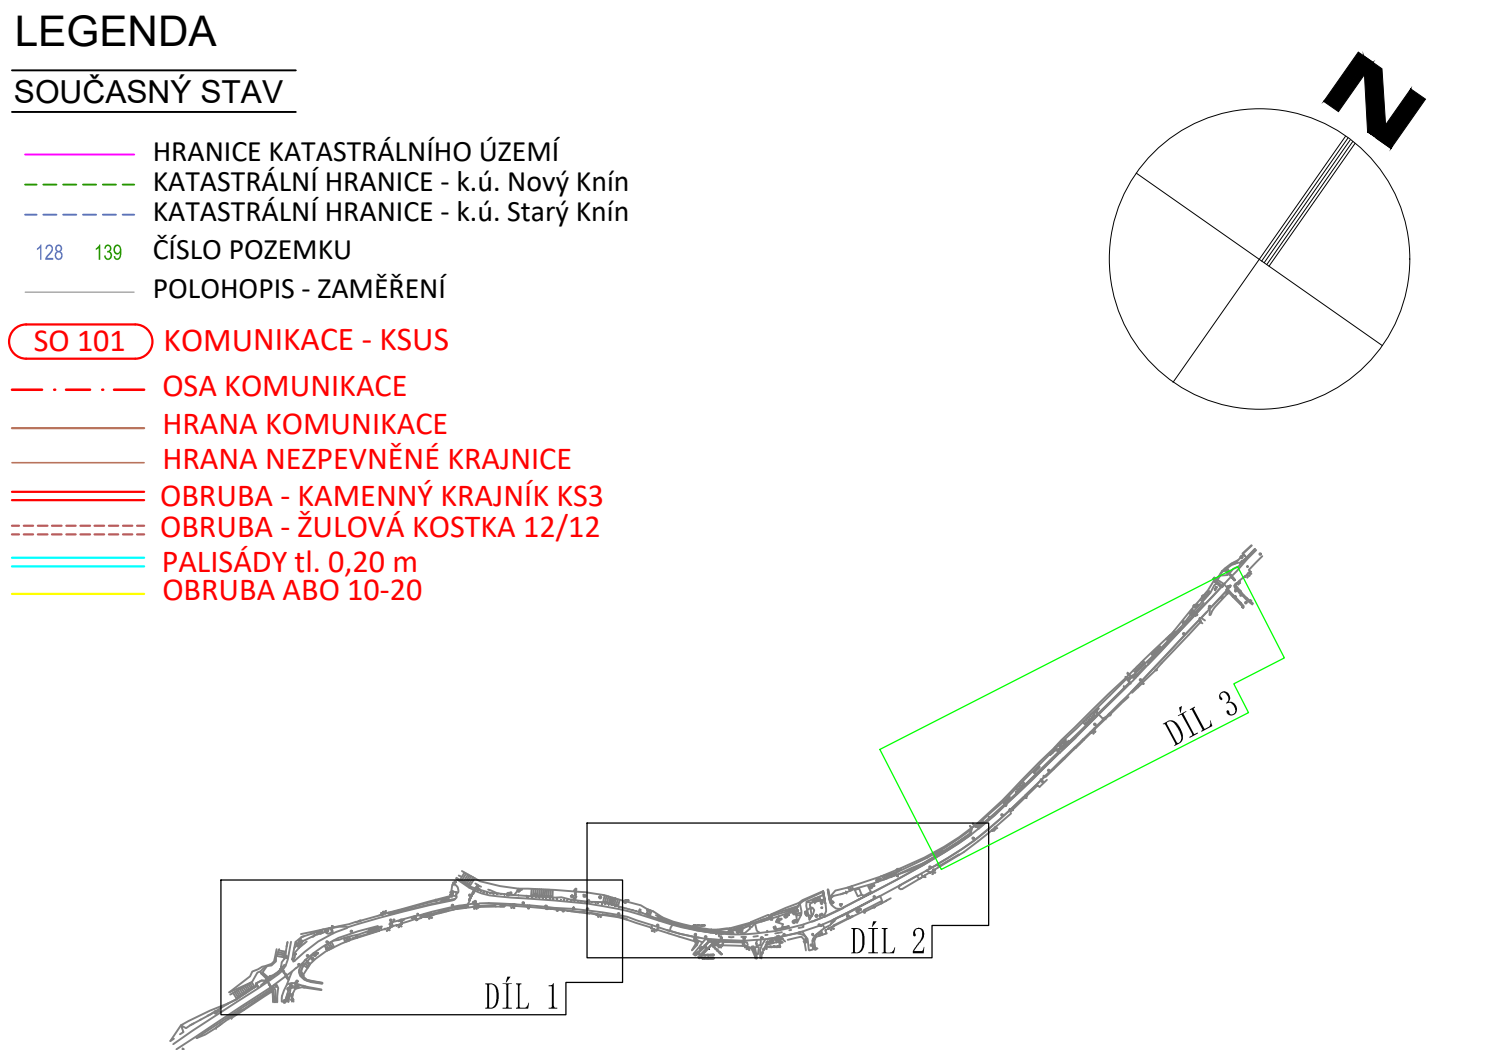 LEGENDA
SOUČASNÝ STAV
HRANICE KATASTRÁLNÍHO ÚZEMÍ
KATASTRÁLNÍ HRANICE - k.ú. Nový Knín
KATASTRÁLNÍ HRANICE - k.ú. Starý Knín
128 139 ČÍSLO POZEMKU
POLOHOPIS - ZAMĚŘENÍ
SO 101 KOMUNIKACE - KSUS
OSA KOMUNIKACE
HRANA KOMUNIKACE
HRANA NEZPEVNĚNÉ KRAJNICE
OBRUBA - KAMENNÝ KRAJNÍK KS3
OBRUBA - ŽULOVÁ KOSTKA 12/12
PALISÁDY tl. 0,20 m
OBRUBA ABO 10-20
N
DÍL 3
DÍL 2
DÍL 1